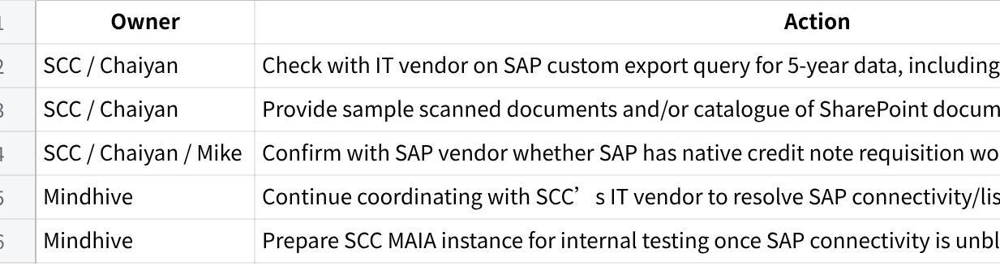 1 Owner Action
2 SCC / Chaiyan Check with IT vendor on SAP custom export query for 5-year data, including
3 SCC / Chaiyan Provide sample scanned documents and/or catalogue of SharePoint docum
4 SCC / Chaiyan / Mike Confirm with SAP vendor whether SAP has native credit note requisition wo
5 Mindhive Continue coordinating with SCC’s IT vendor to resolve SAP connectivity/lis
6 Mindhive Prepare SCC MAIA instance for internal testing once SAP connectivity is unbl